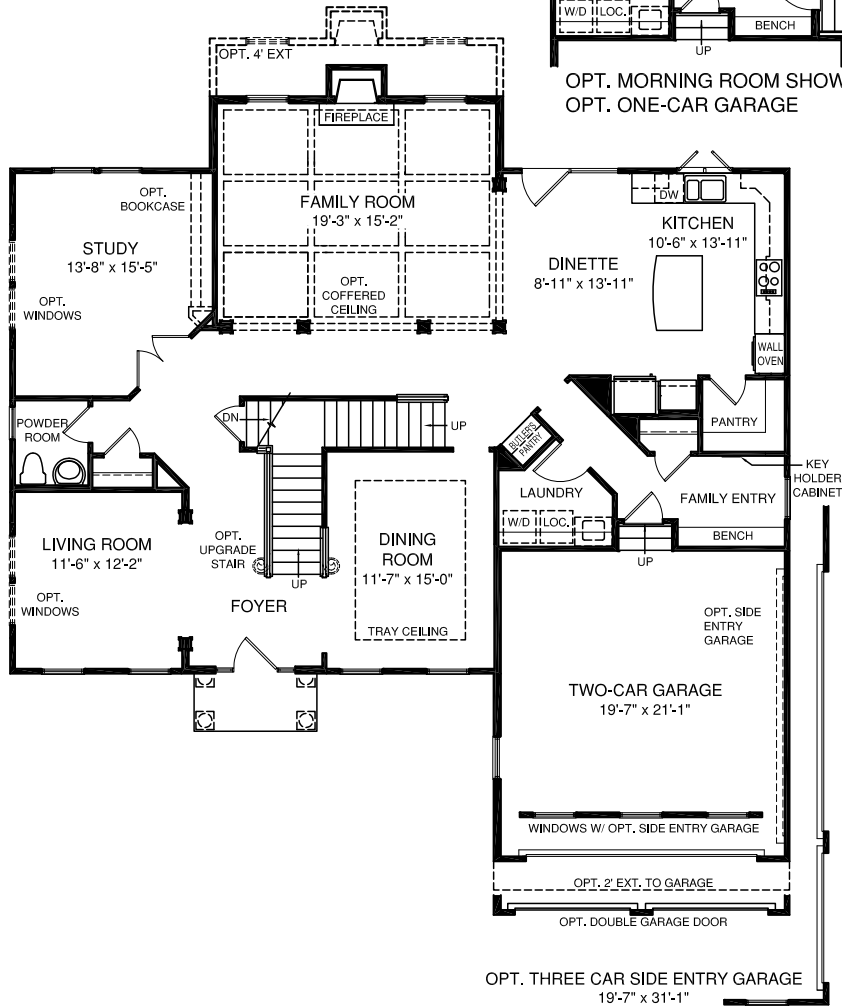 W/D LOC.
BENCH
UP
OPT. MORNING ROOM SHOW
OPT. ONE-CAR GARAGE
OPT. 4' EXT
FIREPLACE
OPT.
BOOKCASE
FAMILY ROOM
19'-3" x 15'-2"
DW
KITCHEN
10'-6" x 13'-11"
STUDY
13'-8" x 15'-5"
DINETTE
8'-11" x 13'-11"
OPT.
COFFERED
CEILING
OPT.
WINDOWS
WALL
OVEN
DN
UP
POWDER
ROOM
BUTLER'S
PANTRY
PANTRY
KEY
HOLDER
CABINET
LAUNDRY
FAMILY ENTRY
W/D LOC.
BENCH
UP
LIVING ROOM
11'-6" x 12'-2"
OPT.
UPGRADE
STAIR
DINING
ROOM
11'-7" x 15'-0"
UP
OPT.
WINDOWS
FOYER
TRAY CEILING
OPT. SIDE
ENTRY
GARAGE
TWO-CAR GARAGE
19'-7" x 21'-1"
WINDOWS W/ OPT. SIDE ENTRY GARAGE
OPT. 2' EXT. TO GARAGE
OPT. DOUBLE GARAGE DOOR
OPT. THREE CAR SIDE ENTRY GARAGE
19'-7" x 31'-1"